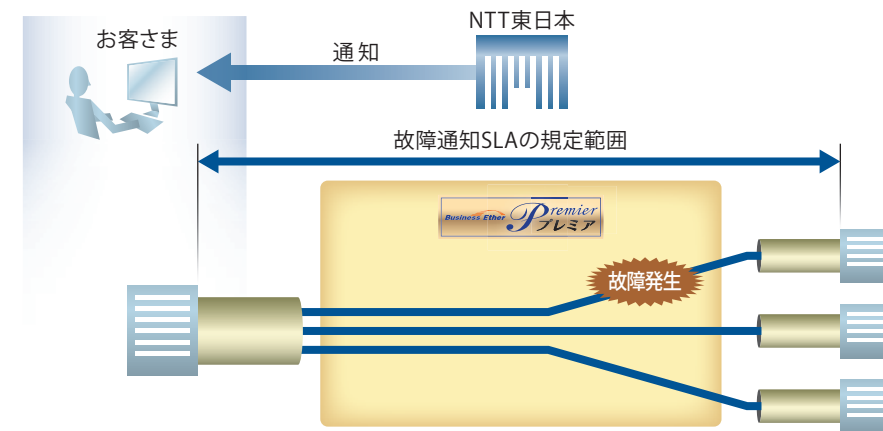 NTT東日本
お客さま
通知
故障通知SLAの規定範囲
Business Ether Premier
プレミア
故障発生